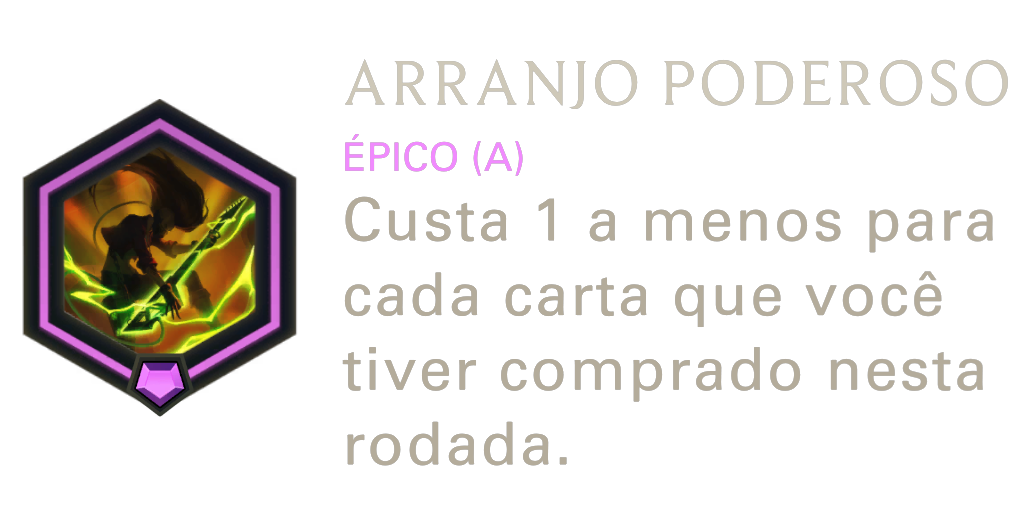 ARRANJO PODEROSO
ÉPICO (A)
Custa 1 a menos para
cada carta que você
tiver comprado nesta
rodada.